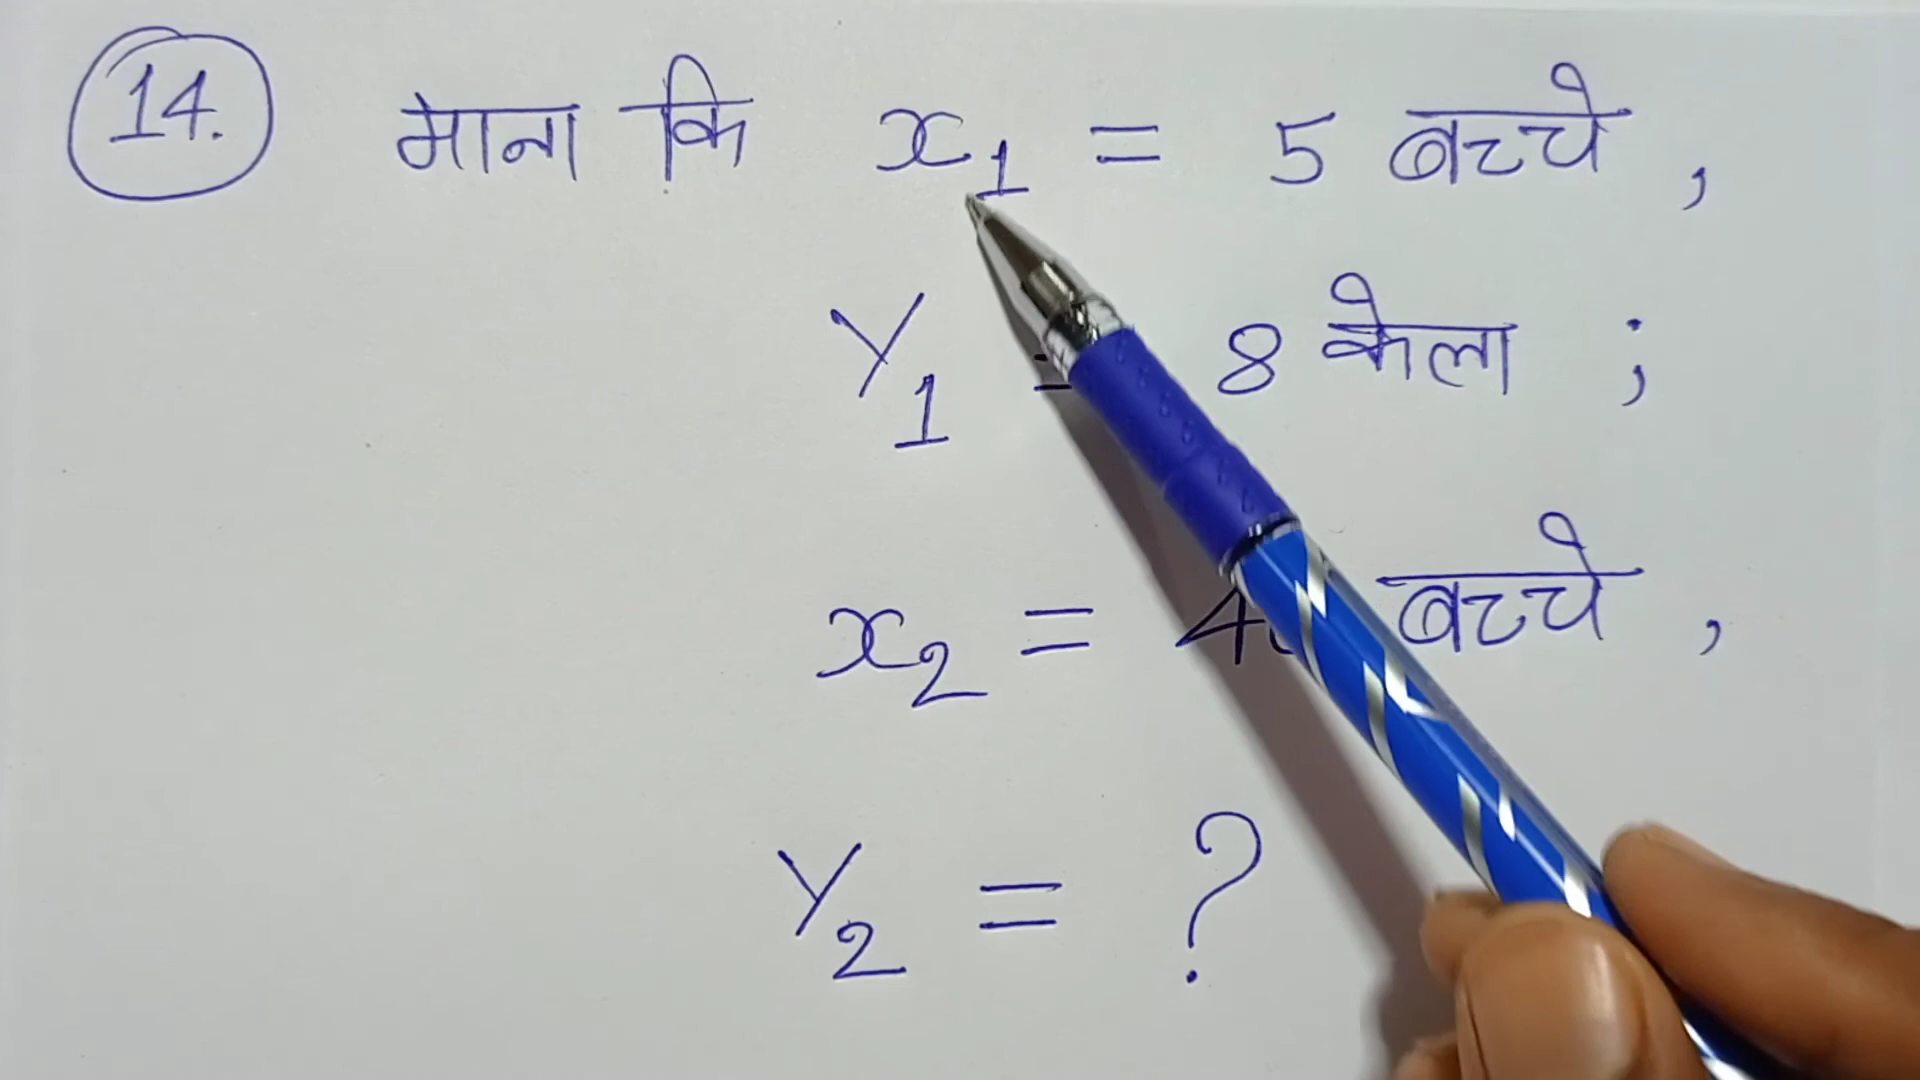 14. माना कि x₁ = 5 बच्चे ,
Y₁ = 8 केला ;
x₂ = बच्चे ,
Y₂ = ?